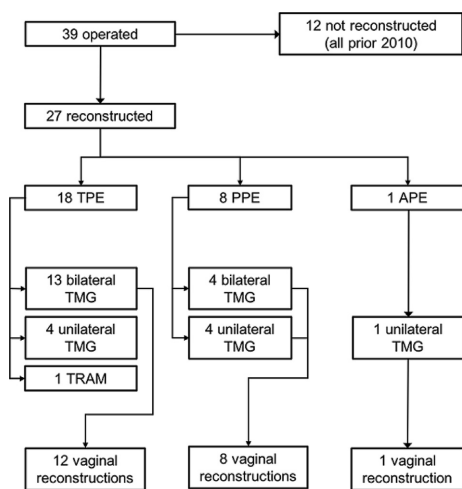 39 operated
12 not reconstructed
(all prior 2010)
27 reconstructed
18 TPE
8 PPE
1 APE
13 bilateral
TMG
4 bilateral
TMG
4 unilateral
TMG
4 unilateral
TMG
1 unilateral
TMG
1 TRAM
12 vaginal
reconstructions
8 vaginal
reconstructions
1 vaginal
reconstruction